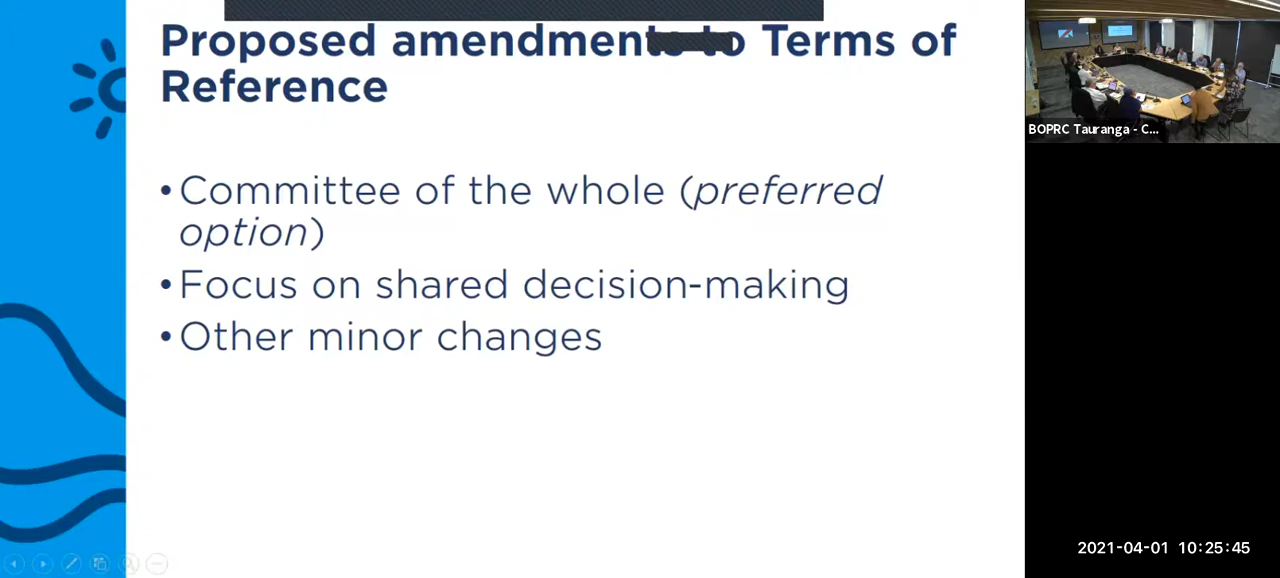 Proposed amendments to Terms of
Reference
• Committee of the whole (preferred
option)
• Focus on shared decision-making
• Other minor changes
BOPRC Tauranga - C...
2021-04-01 10:25:45